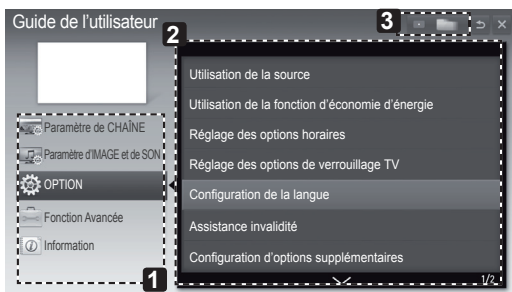 Guide de l'utilisateur
3
2
Utilisation de la source
Utilisation de la fonction d'économie d'énergie
Paramètre de CHAÎNE
Réglage des options horaires
Paramètre d'IMAGE et de SON
Réglage des options de verrouillage TV
OPTION
Configuration de la langue
Fonction Avancée
Assistance invalidité
Information
Configuration d'options supplémentaires
1
1/2